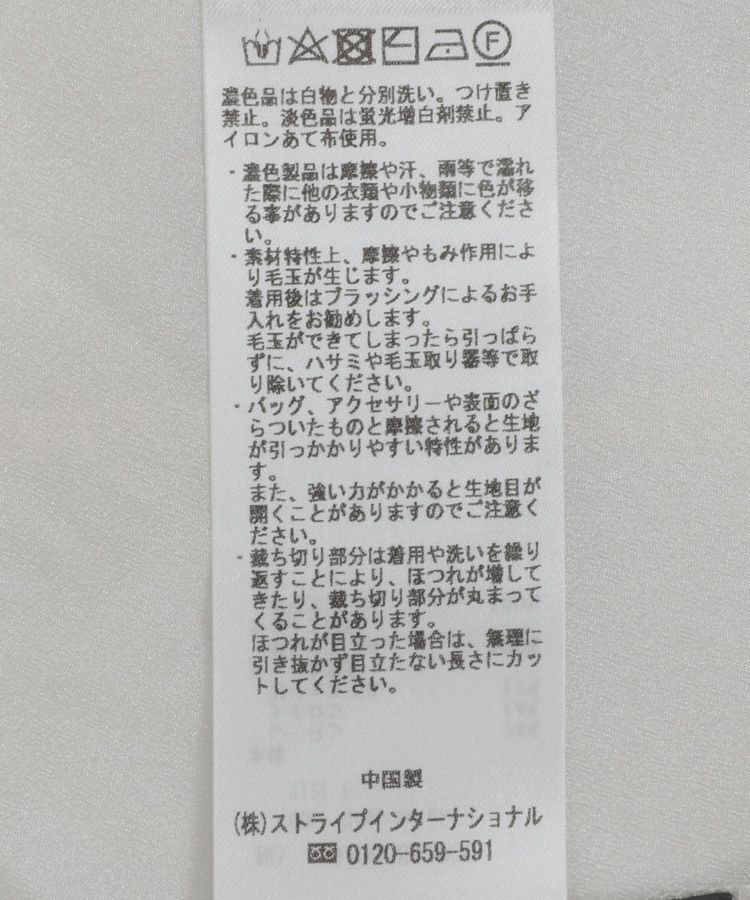 F
濃色品は白物と分別洗い。つけ置き
禁止。淡色品は蛍光増白剤禁止。ア
イロンあて布使用。
・濃色製品は摩擦や汗、雨等で濡れ
た際に他の衣類や小物類に色が移
る事がありますのでご注意くださ
い。
・素材特性上、摩擦やもみ作用によ
り毛玉が生じます。
着用後はブラッシングによるお手
入れをお勧めします。
毛玉ができてしまったら引っぱら
ずに、ハサミや毛玉取り器等で取
り除いてください。
・バッグ、アクセサリーや表面のざ
らついたものと摩擦されると生地
が引っかかりやすい特性がありま
す。
また、強い力がかかると生地目が
開くことがありますのでご注意く
ださい。
・裁ち切り部分は着用や洗いを繰り
返すことにより、ほつれが増して
きたり、裁ち切り部分が丸まって
くることがあります。
ほつれが目立った場合は、無理に
引き抜かず目立たない長さにカッ
トしてください。
中国製
(株)ストライプインターナショナル
0120-659-591